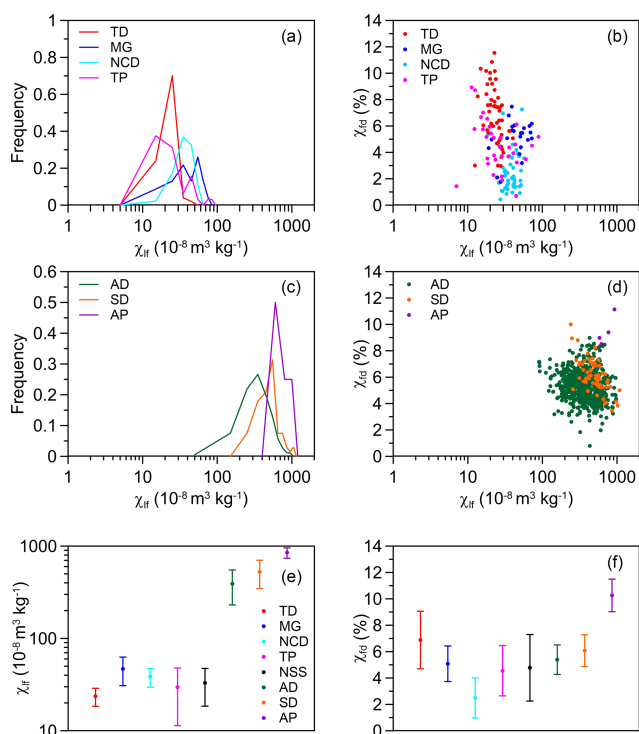 (a)
TD
MG
NCD
TP
Frequency
1
0.8
0.6
0.4
0.2
0
1
10
100
1000
χlf (10-8 m3 kg-1)
(b)
TD
MG
NCD
TP
χfd (%)
14
12
10
8
6
4
2
0
1
10
100
1000
χlf (10-8 m3 kg-1)
(c)
AD
SD
AP
Frequency
0.6
0.5
0.4
0.3
0.2
0.1
0
1
10
100
1000
χlf (10-8 m3 kg-1)
(d)
AD
SD
AP
χfd (%)
14
12
10
8
6
4
2
0
1
10
100
1000
χlf (10-8 m3 kg-1)
(e)
χlf (10-8 m3 kg-1)
1000
100
10
TD
MG
NCD
TP
NSS
AD
SD
AP
(f)
χfd (%)
14
12
10
8
6
4
2
0